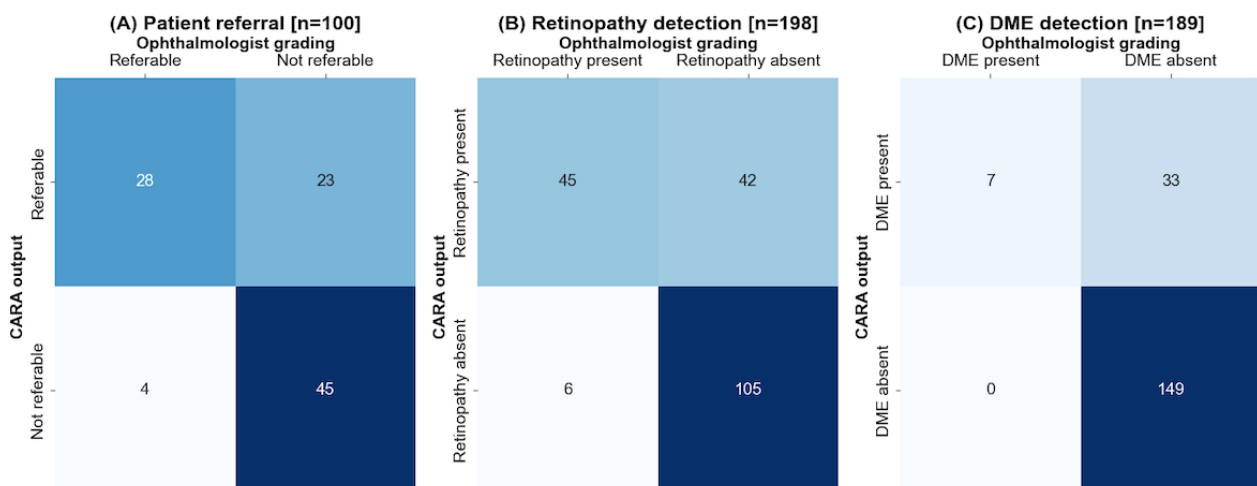 (A) Patient referral [n=100]
Ophthalmologist grading
Referable Not referable
CARA output
Referable
28 23
Not referable
4 45
(B) Retinopathy detection [n=198]
Ophthalmologist grading
Retinopathy present Retinopathy absent
CARA output
Retinopathy present
45 42
Retinopathy absent
6 105
(C) DME detection [n=189]
Ophthalmologist grading
DME present DME absent
CARA output
DME present
7 33
DME absent
0 149